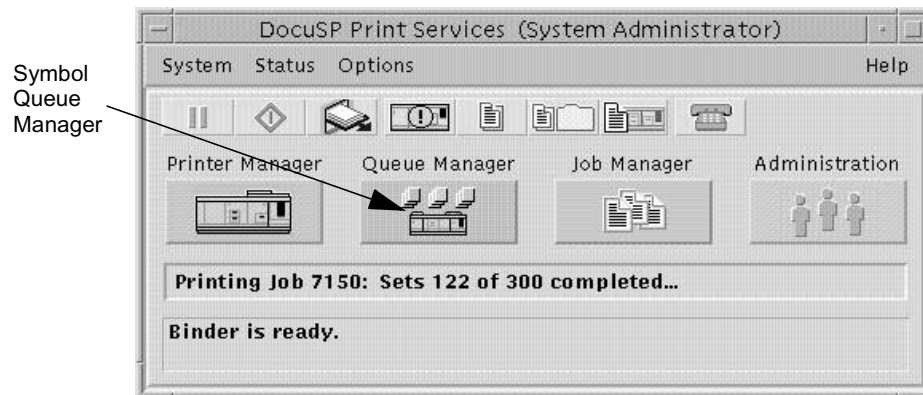 DocuSP Print Services (System Administrator)
System Status Options Help
Symbol
Queue
Manager
Printer Manager Queue Manager Job Manager Administration
Printing Job 7150: Sets 122 of 300 completed...
Binder is ready.